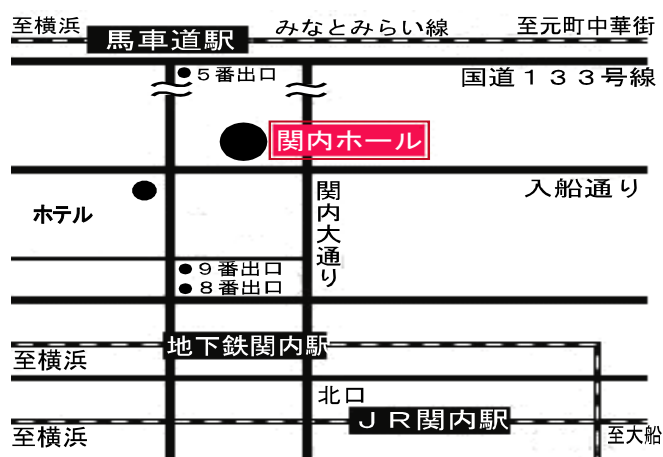 至横浜
馬車道駅
みなとみらい線
至元町中華街
5番出口
国道133号線
関内ホール
入船通り
関内大通り
ホテル
9番出口
8番出口
地下鉄関内駅
至横浜
北口
JR関内駅
至横浜
至大船